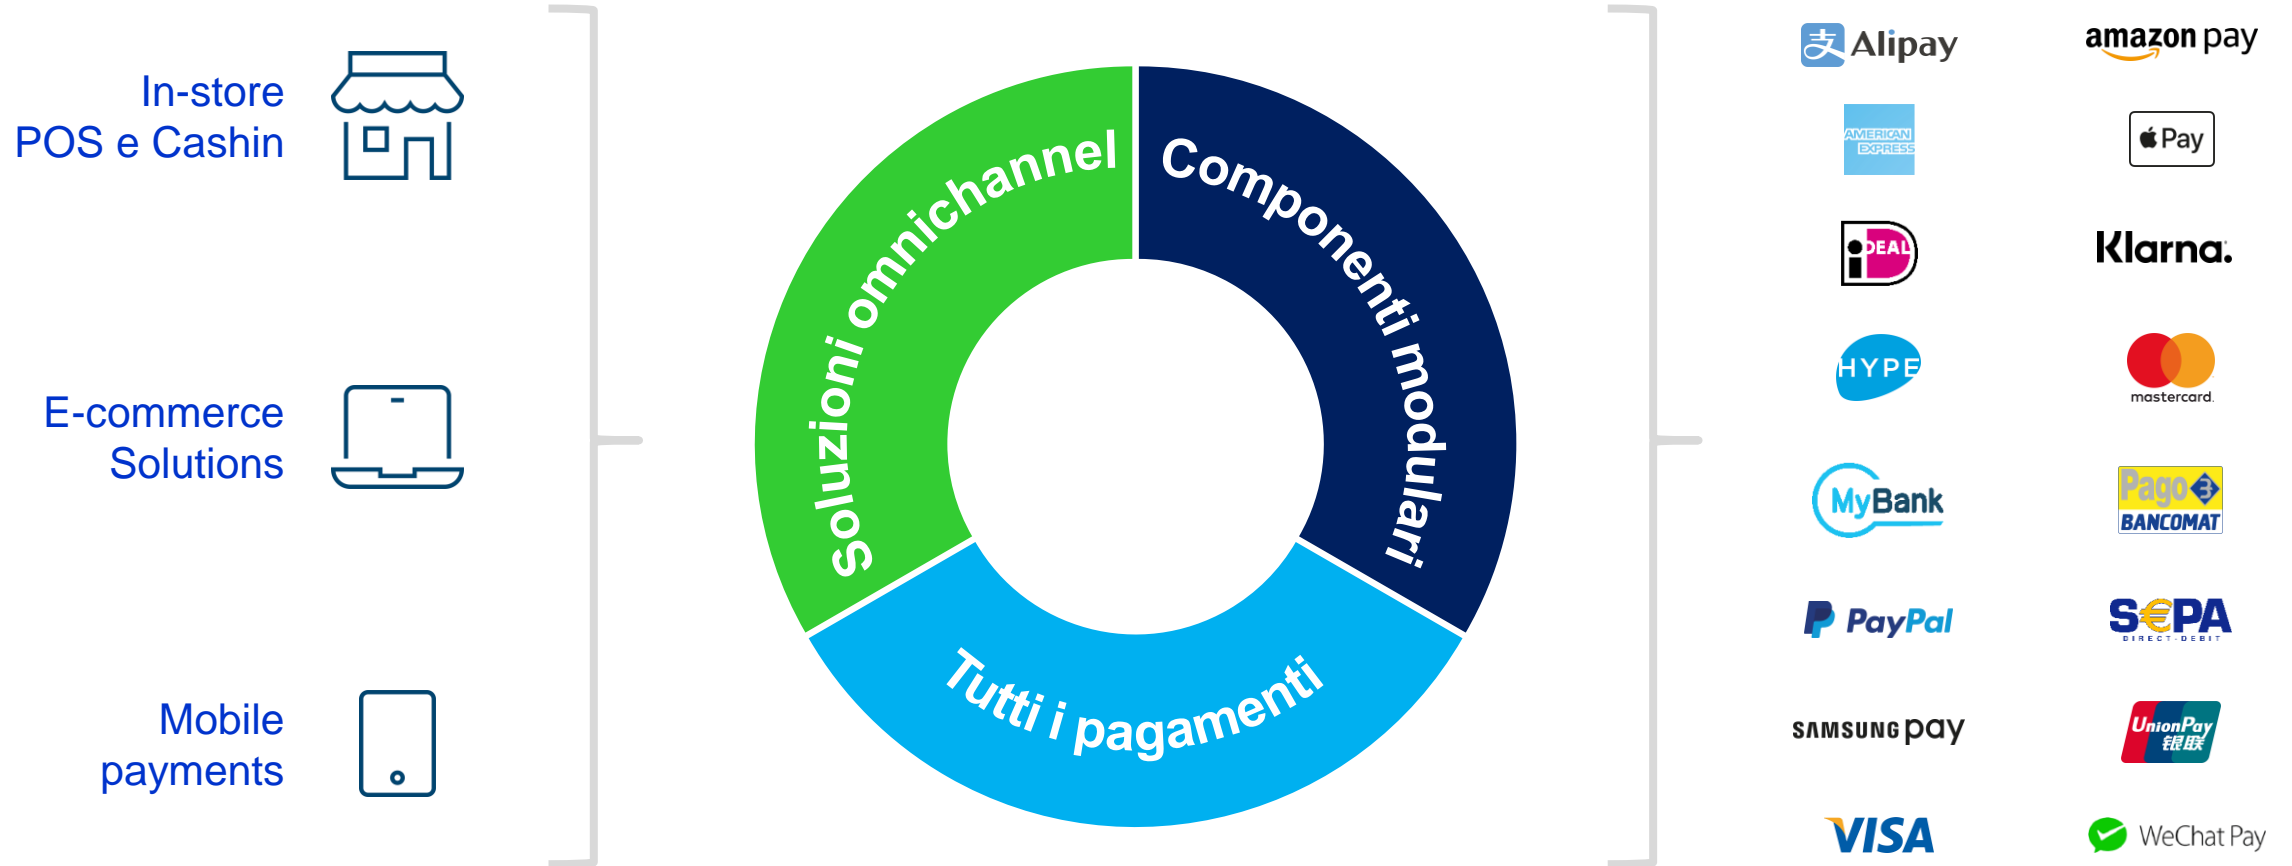 In-store
POS e Cashin
E-commerce
Solutions
Mobile
payments
Soluzioni omnichannel
Componenti modulari
Tutti i pagamenti
支 Alipay
amazon pay
AMERICAN
EXPRESS
Pay
iDEAL
Klarna.
HYPE
mastercard.
MyBank
Pago
BANCOMAT
PayPal
S€PA
DIRECT-DEBIT
SAMSUNG pay
UnionPay
银联
VISA
WeChat Pay